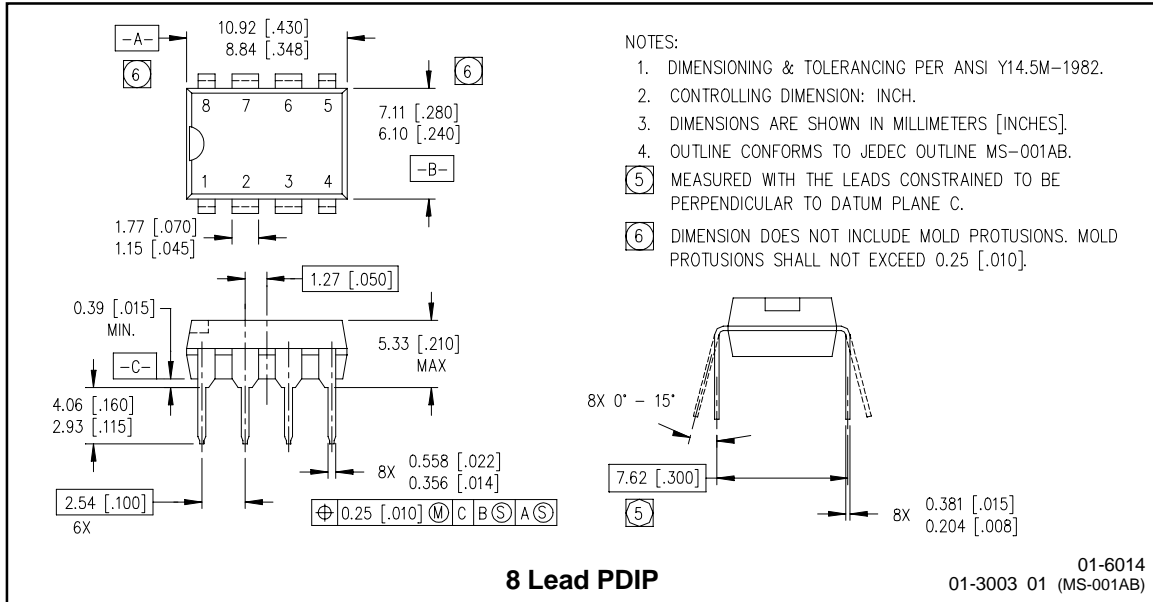 -A-
10.92 [.430]
8.84 [.348]
6
6
8 7 6 5
1 2 3 4
7.11 [.280]
6.10 [.240]
-B-
1.77 [.070]
1.15 [.045]
1.27 [.050]
0.39 [.015]
MIN.
5.33 [.210]
MAX
-C-
4.06 [.160]
2.93 [.115]
8X 0.558 [.022]
0.356 [.014]
2.54 [.100]
6X
⌖ 0.25 [.010] Ⓜ C B Ⓢ A Ⓢ
NOTES:
1. DIMENSIONING & TOLERANCING PER ANSI Y14.5M-1982.
2. CONTROLLING DIMENSION: INCH.
3. DIMENSIONS ARE SHOWN IN MILLIMETERS [INCHES].
4. OUTLINE CONFORMS TO JEDEC OUTLINE MS-001AB.
5 MEASURED WITH THE LEADS CONSTRAINED TO BE
PERPENDICULAR TO DATUM PLANE C.
6 DIMENSION DOES NOT INCLUDE MOLD PROTUSIONS. MOLD
PROTUSIONS SHALL NOT EXCEED 0.25 [.010].
8X 0° - 15°
7.62 [.300]
5
8X 0.381 [.015]
0.204 [.008]
8 Lead PDIP
01-6014
01-3003 01 (MS-001AB)